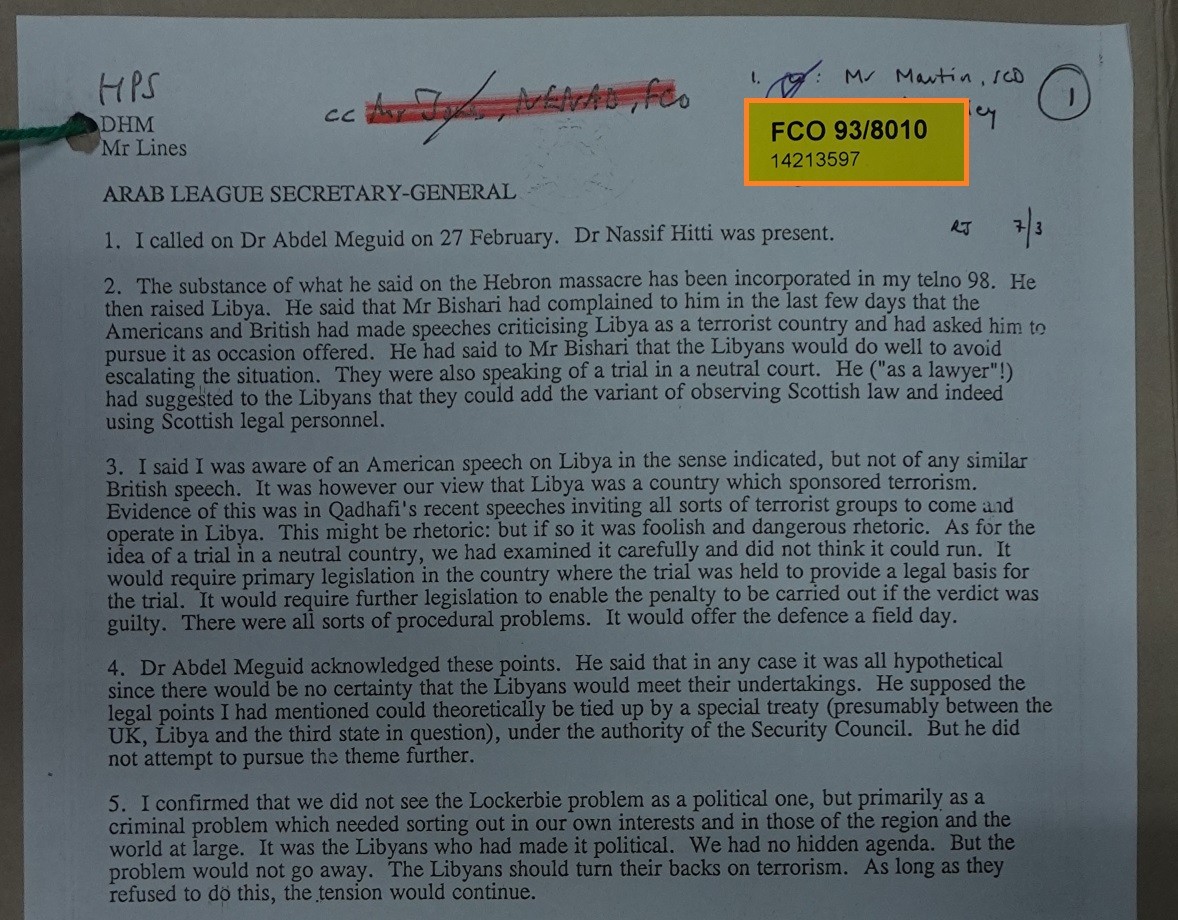 HPS
cc Mr, NENAD, FCO
1. : Mr Martin, SCD
1
ey
DHM
Mr Lines
FCO 93/8010
14213597
ARAB LEAGUE SECRETARY-GENERAL
1. I called on Dr Abdel Meguid on 27 February. Dr Nassif Hitti was present.
RJ 7/3
2. The substance of what he said on the Hebron massacre has been incorporated in my telno 98. He
then raised Libya. He said that Mr Bishari had complained to him in the last few days that the
Americans and British had made speeches criticising Libya as a terrorist country and had asked him to
pursue it as occasion offered. He had said to Mr Bishari that the Libyans would do well to avoid
escalating the situation. They were also speaking of a trial in a neutral court. He ("as a lawyer"!)
had suggested to the Libyans that they could add the variant of observing Scottish law and indeed
using Scottish legal personnel.
3. I said I was aware of an American speech on Libya in the sense indicated, but not of any similar
British speech. It was however our view that Libya was a country which sponsored terrorism.
Evidence of this was in Qadhafi's recent speeches inviting all sorts of terrorist groups to come and
operate in Libya. This might be rhetoric: but if so it was foolish and dangerous rhetoric. As for the
idea of a trial in a neutral country, we had examined it carefully and did not think it could run. It
would require primary legislation in the country where the trial was held to provide a legal basis for
the trial. It would require further legislation to enable the penalty to be carried out if the verdict was
guilty. There were all sorts of procedural problems. It would offer the defence a field day.
4. Dr Abdel Meguid acknowledged these points. He said that in any case it was all hypothetical
since there would be no certainty that the Libyans would meet their undertakings. He supposed the
legal points I had mentioned could theoretically be tied up by a special treaty (presumably between the
UK, Libya and the third state in question), under the authority of the Security Council. But he did
not attempt to pursue the theme further.
5. I confirmed that we did not see the Lockerbie problem as a political one, but primarily as a
criminal problem which needed sorting out in our own interests and in those of the region and the
world at large. It was the Libyans who had made it political. We had no hidden agenda. But the
problem would not go away. The Libyans should turn their backs on terrorism. As long as they
refused to do this, the tension would continue.